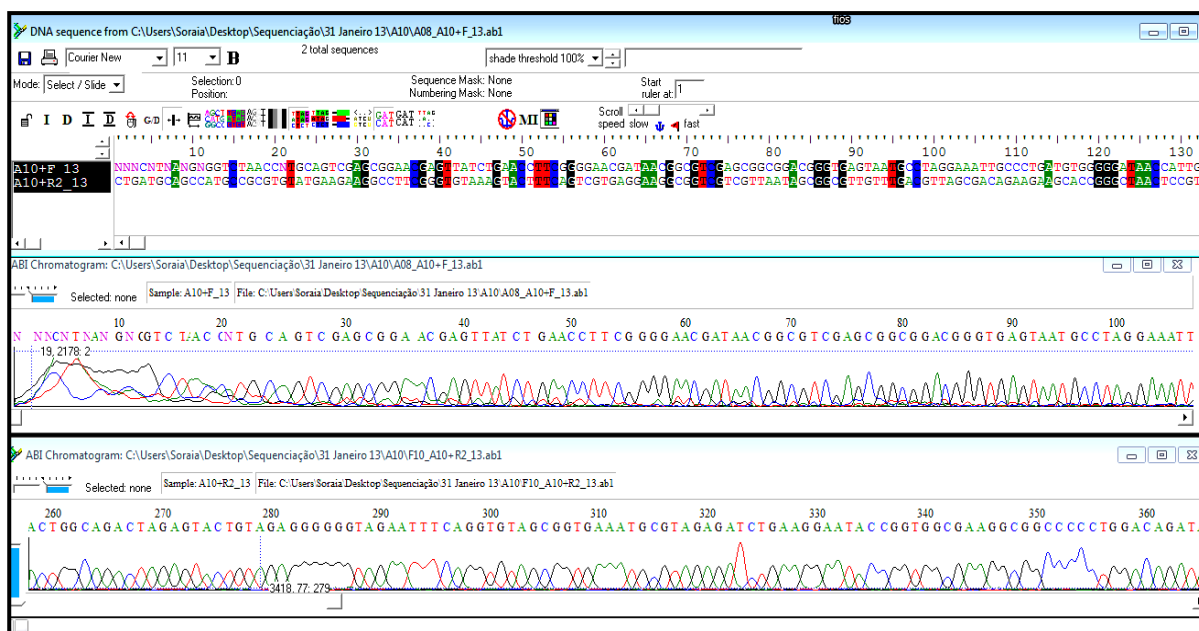 fios
DNA sequence from C:\Users\Soraia\Desktop\Sequenciação\31 Janeiro 13\A10\A08_A10+F_13.ab1
Courier New 11 B 2 total sequences shade threshold 100%
Mode: Select / Slide Selection:0 Sequence Mask: None Start
Position: Numbering Mask: None ruler at: 1
I D I D G/D MI Scroll
speed slow fast
10 20 30 40 50 60 70 80 90 100 110 120 130
A10+F 13 NNNCNTNANGNGGTCTAACCNTGCAGTCGAGCGGAACGAGTTATCTGAACCTTCGGGGAACGATAACGGCGTCGAGCGGCGGACGGGTGAGTAATGCCTAGGAAATTGCCCTGATGTGGGGGATAACCATTG
A10+R2_13 CTGATGCAGCCATGCCGCGTGTATGAAGAAGGCCTTCGGGTTGTAAAGTACTTTCAGTCGTGAGGAAGGCGGTCGTCGTTAATAGCGGCGTTGTTTGACGTTAGCGACAGAAGAAGCACCGGGCTAACTCCGT
ABI Chromatogram: C:\Users\Soraia\Desktop\Sequenciação\31 Janeiro 13\A10\A08_A10+F_13.ab1
Selected: none Sample: A10+F_13 File: C:\Users\Soraia\Desktop\Sequenciação\31 Janeiro 13\A10\A08_A10+F_13.ab1
10 20 30 40 50 60 70 80 90 100
N NNCNTNANGNGGTCTAACCNTGCAGTCGAGCGGAACGAGTTATCTGAACCTTCGGGGAACGATAACGGCGTCGAGCGGCGGACGGGTGAGTAATGCCTAGGAAATT
19, 2178: 2
ABI Chromatogram: C:\Users\Soraia\Desktop\Sequenciação\31 Janeiro 13\A10\F10_A10+R2_13.ab1
Selected: none Sample: A10+R2_13 File: C:\Users\Soraia\Desktop\Sequenciação\31 Janeiro 13\A10\F10_A10+R2_13.ab1
260 270 280 290 300 310 320 330 340 350 360
ACTGGCAGACTAGAGTACTGTAGAGGGGGGTAGAATTTCAGGTGTAGCGGTGAAATGCGTAGAGATCTGAAGGAATACCGGTGGCGAAGGCGGCCCCCTGGACAGAT
3418. 77: 279